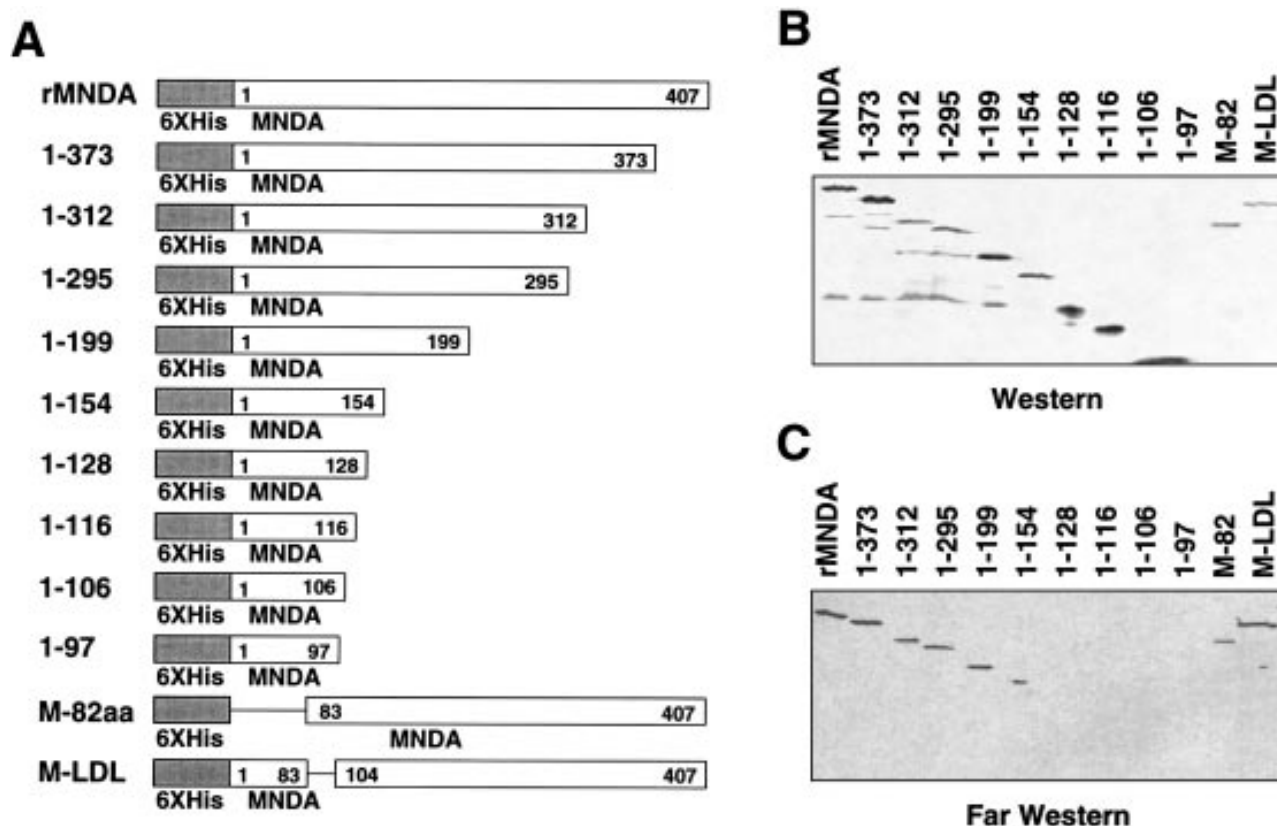 A
rMNDA 1 407
6XHis MNDA
1-373 1 373
6XHis MNDA
1-312 1 312
6XHis MNDA
1-295 1 295
6XHis MNDA
1-199 1 199
6XHis MNDA
1-154 1 154
6XHis MNDA
1-128 1 128
6XHis MNDA
1-116 1 116
6XHis MNDA
1-106 1 106
6XHis MNDA
1-97 1 97
6XHis MNDA
M-82aa 83 407
6XHis MNDA
M-LDL 1 83 104 407
6XHis MNDA
B
rMNDA 1-373 1-312 1-295 1-199 1-154 1-128 1-116 1-106 1-97 M-82 M-LDL
Western
C
rMNDA 1-373 1-312 1-295 1-199 1-154 1-128 1-116 1-106 1-97 M-82 M-LDL
Far Western